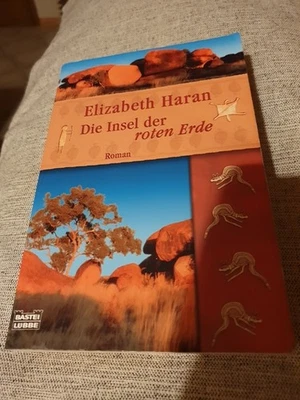 Elizabeth Haran
Die Insel der
roten Erde
Roman
BASTEI
LÜBBE